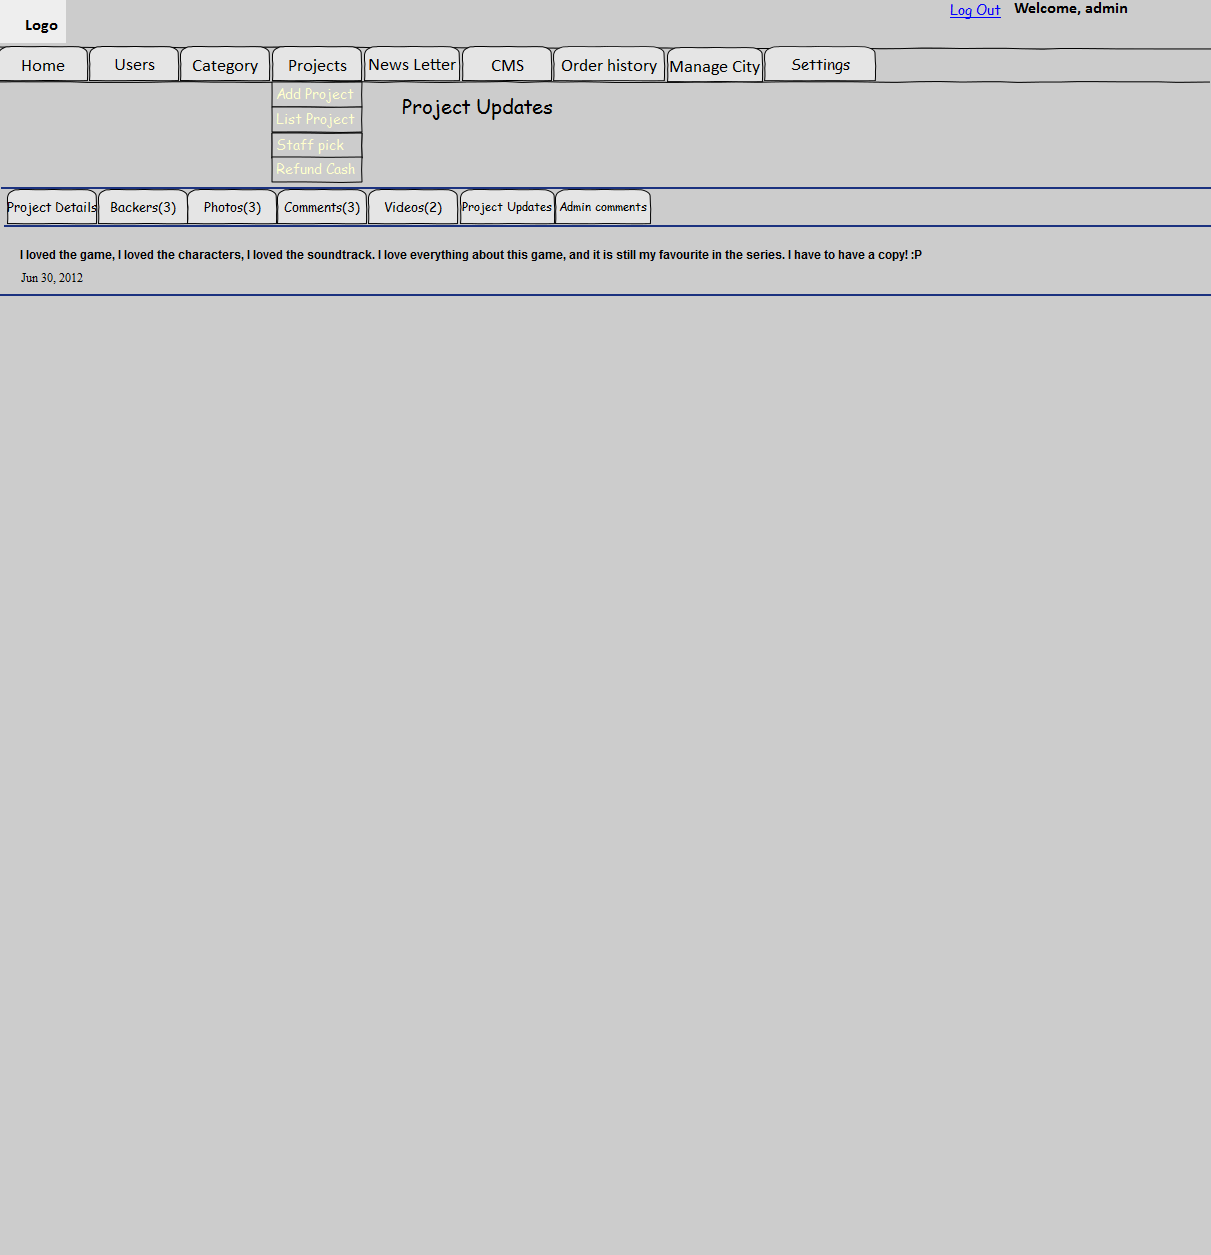 Logo
Log Out Welcome, admin
Home Users Category Projects News Letter CMS Order history Manage City Settings
Add Project
List Project
Staff pick
Refund Cash
Project Updates
Project Details Backers(3) Photos(3) Comments(3) Videos(2) Project Updates Admin comments
I loved the game, I loved the characters, I loved the soundtrack. I love everything about this game, and it is still my favourite in the series. I have to have a copy! :P
Jun 30, 2012